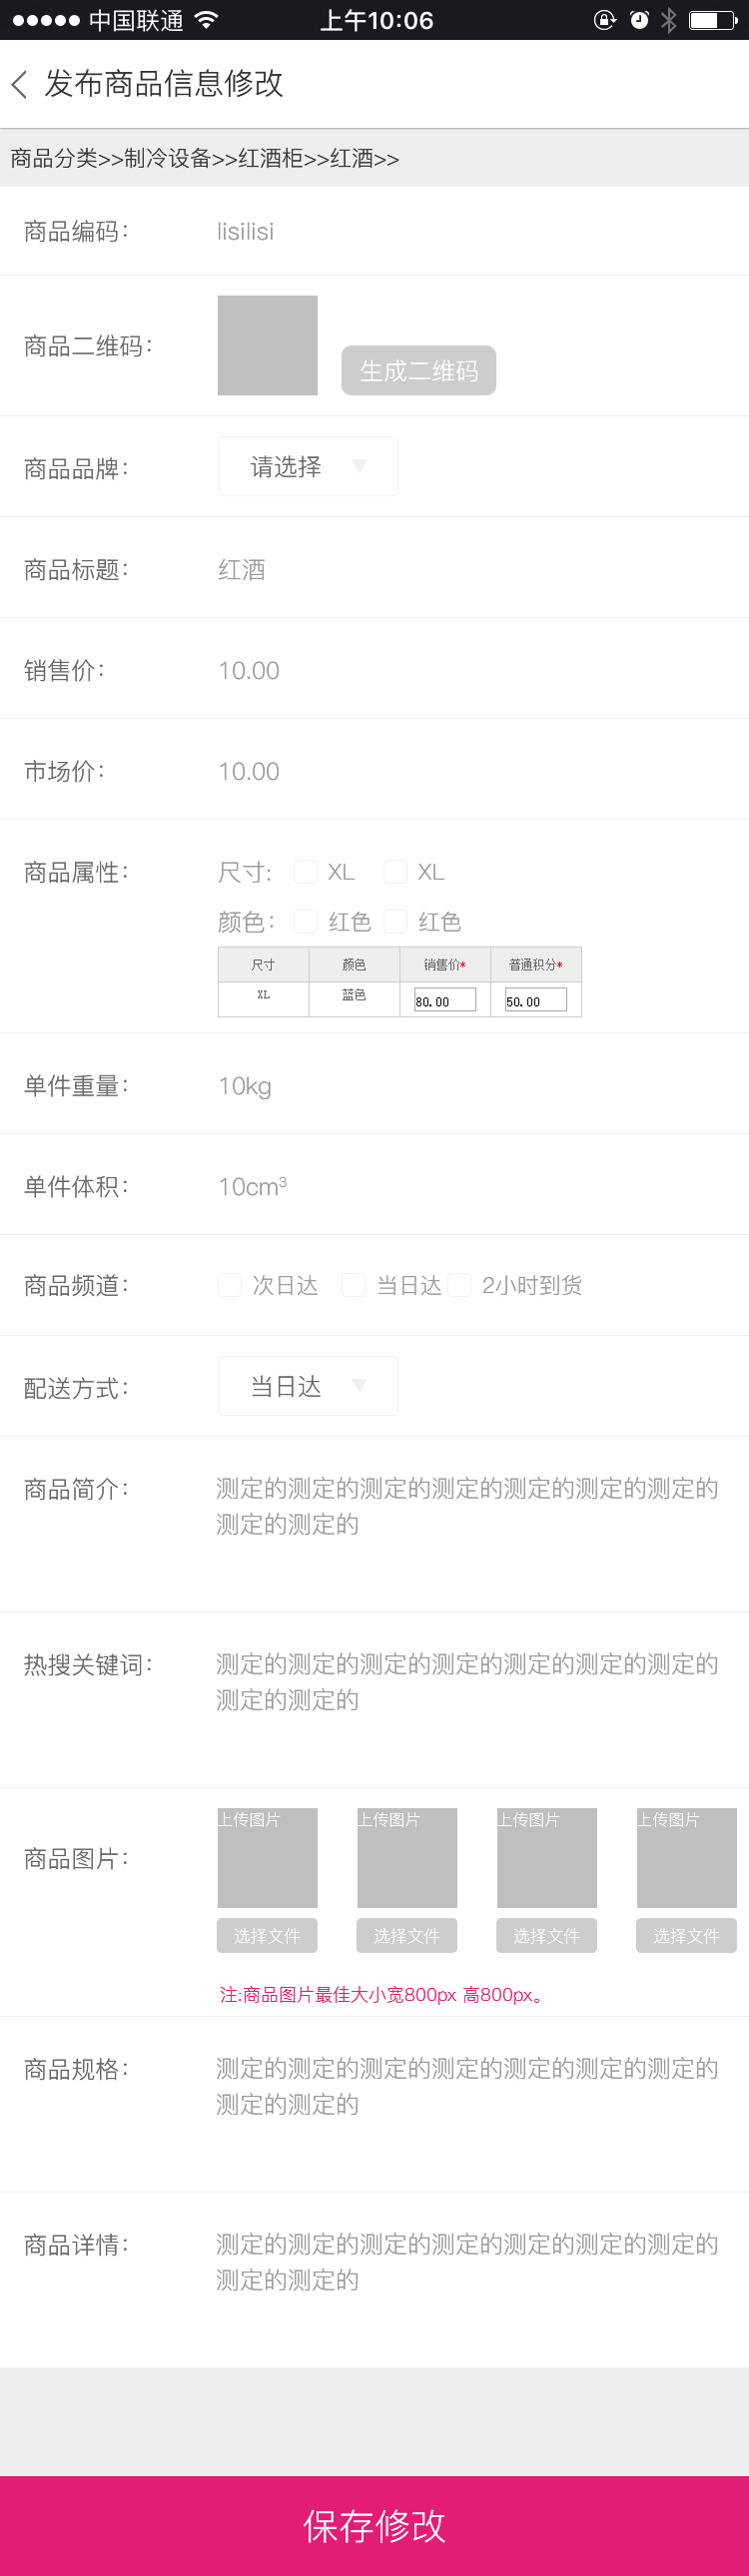 中国联通 上午10:06
发布商品信息修改
商品分类>>制冷设备>>红酒柜>>红酒>>
商品编码： lisilisi
商品二维码： 生成二维码
商品品牌： 请选择
商品标题： 红酒
销售价： 10.00
市场价： 10.00
商品属性： 尺寸： XL XL
颜色： 红色 红色
尺寸 颜色 销售价* 普通积分*
XL 蓝色 80.00 50.00
单件重量： 10kg
单件体积： 10cm³
商品频道： 次日达 当日达 2小时到货
配送方式： 当日达
商品简介： 测定的测定的测定的测定的测定的测定的测定的
测定的测定的
热搜关键词： 测定的测定的测定的测定的测定的测定的测定的
测定的测定的
上传图片 上传图片 上传图片 上传图片
商品图片：
选择文件 选择文件 选择文件 选择文件
注:商品图片最佳大小宽800px 高800px。
商品规格： 测定的测定的测定的测定的测定的测定的测定的
测定的测定的
商品详情： 测定的测定的测定的测定的测定的测定的测定的
测定的测定的
保存修改